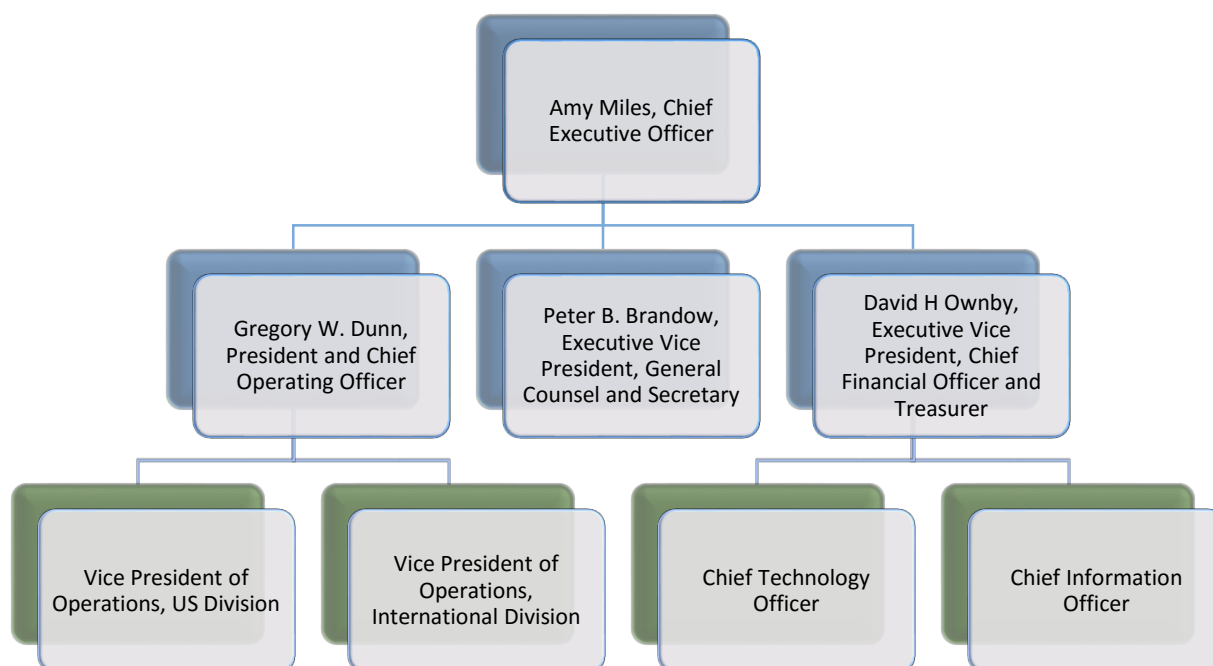 Amy Miles, Chief
Executive Officer
Gregory W. Dunn,
President and Chief
Operating Officer
Peter B. Brandow,
Executive Vice
President, General
Counsel and Secretary
David H Ownby,
Executive Vice
President, Chief
Financial Officer and
Treasurer
Vice President of
Operations, US Division
Vice President of
Operations,
International Division
Chief Technology
Officer
Chief Information
Officer